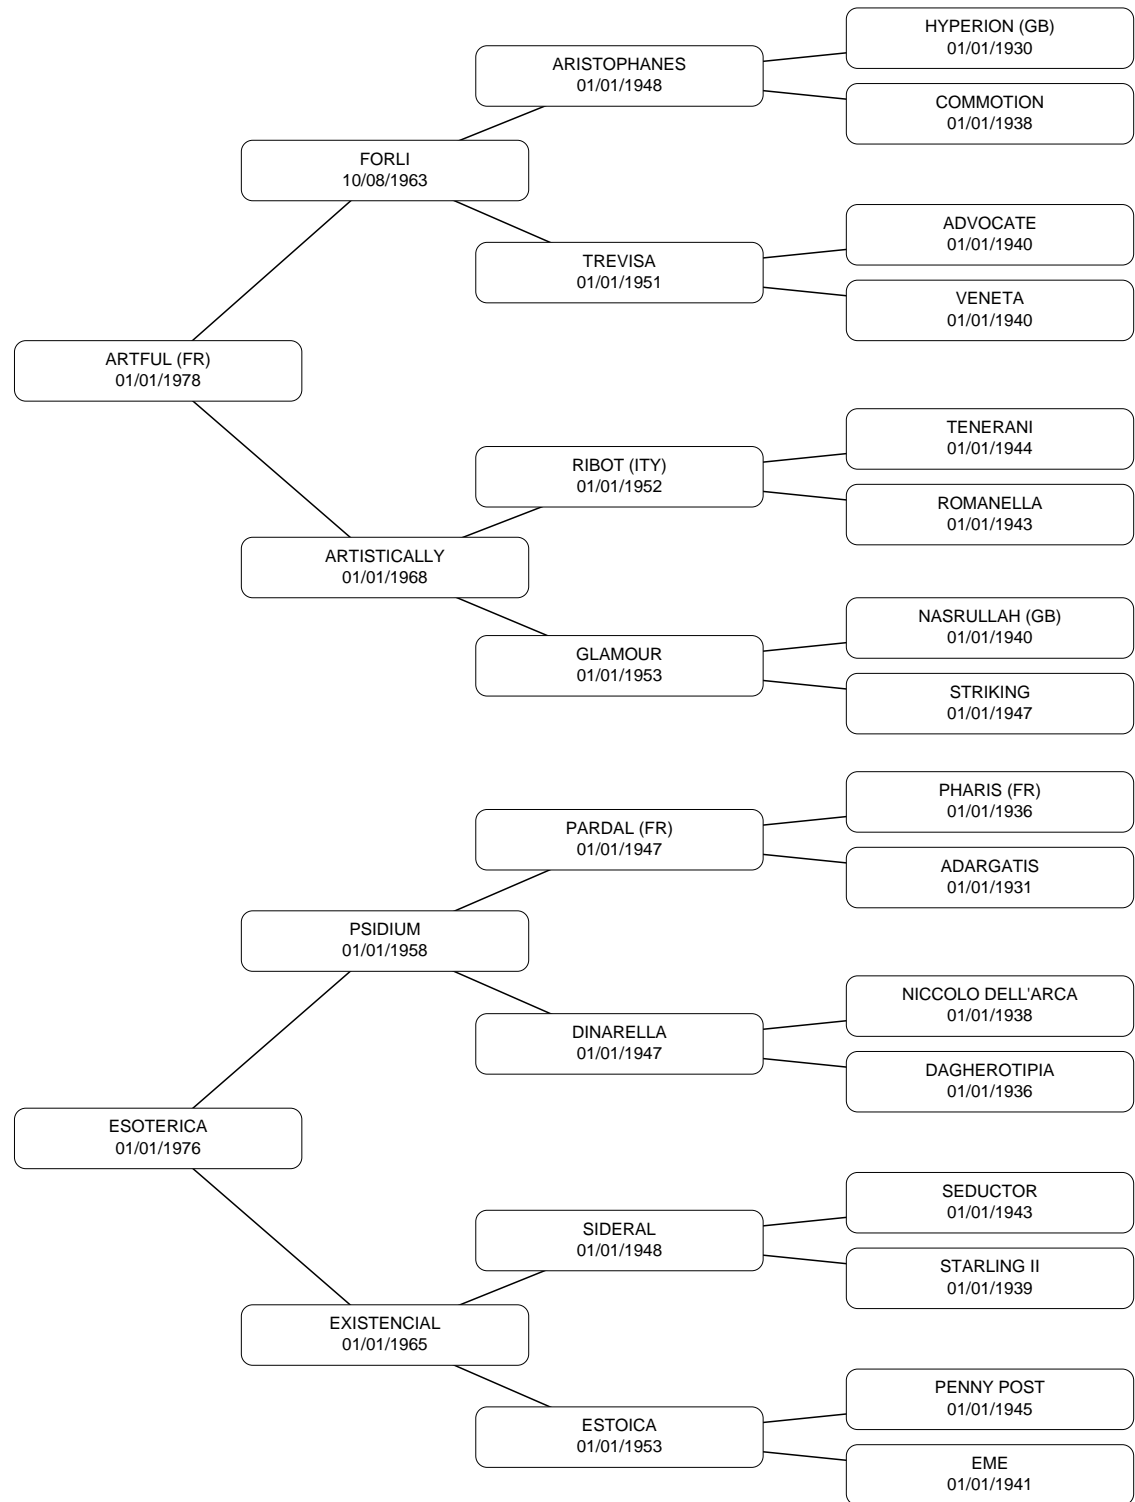 HYPERION (GB)
01/01/1930
ARISTOPHANES
01/01/1948
COMMOTION
01/01/1938
FORLI
10/08/1963
ADVOCATE
01/01/1940
TREVISA
01/01/1951
VENETA
01/01/1940
ARTFUL (FR)
01/01/1978
TENERANI
01/01/1944
RIBOT (ITY)
01/01/1952
ROMANELLA
01/01/1943
ARTISTICALLY
01/01/1968
NASRULLAH (GB)
01/01/1940
GLAMOUR
01/01/1953
STRIKING
01/01/1947
PHARIS (FR)
01/01/1936
PARDAL (FR)
01/01/1947
ADARGATIS
01/01/1931
PSIDIUM
01/01/1958
NICCOLO DELL'ARCA
01/01/1938
DINARELLA
01/01/1947
DAGHEROTIPIA
01/01/1936
ESOTERICA
01/01/1976
SEDUCTOR
01/01/1943
SIDERAL
01/01/1948
STARLING II
01/01/1939
EXISTENCIAL
01/01/1965
PENNY POST
01/01/1945
ESTOICA
01/01/1953
EME
01/01/1941